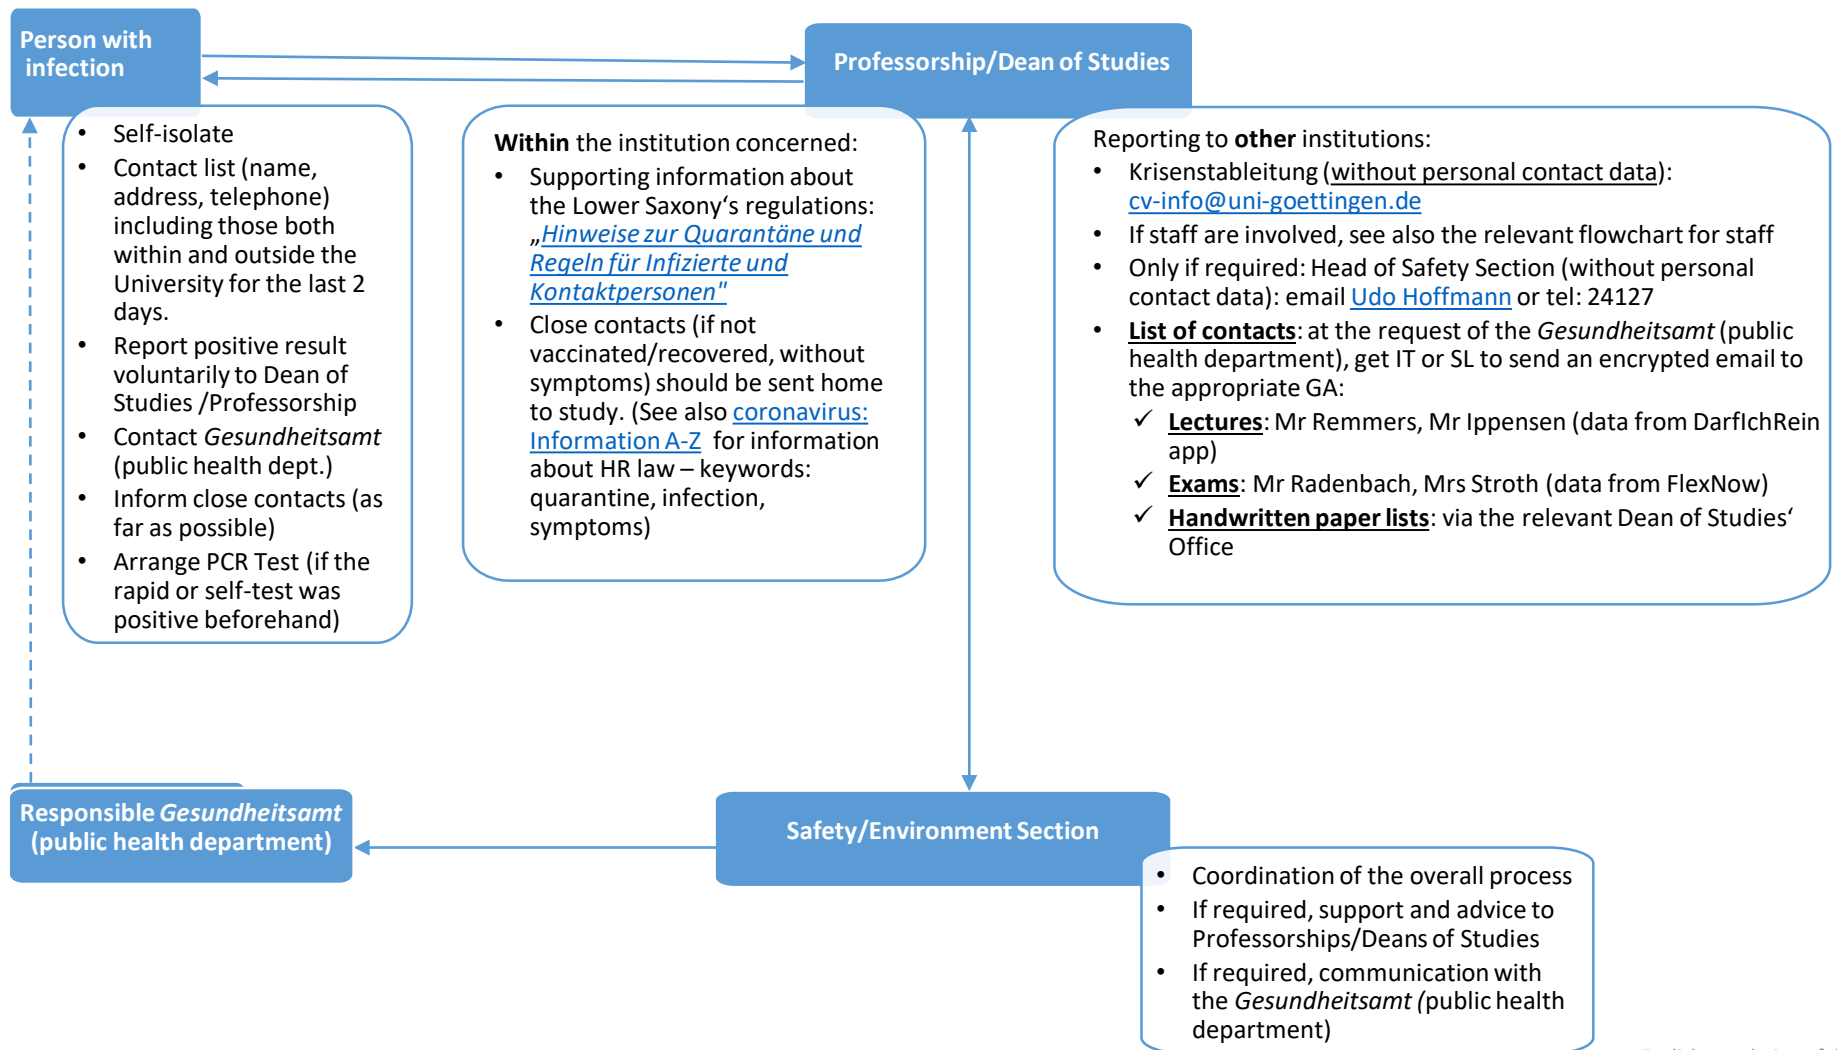 Person with
infection
Professorship/Dean of Studies
• Self-isolate
• Contact list (name,
address, telephone)
including those both
within and outside the
University for the last 2
days.
• Report positive result
voluntarily to Dean of
Studies /Professorship
• Contact Gesundheitsamt
(public health dept.)
• Inform close contacts (as
far as possible)
• Arrange PCR Test (if the
rapid or self-test was
positive beforehand)
Within the institution concerned:
• Supporting information about
the Lower Saxony‘s regulations:
„Hinweise zur Quarantäne und
Regeln für Infizierte und
Kontaktpersonen"
• Close contacts (if not
vaccinated/recovered, without
symptoms) should be sent home
to study. (See also coronavirus:
Information A-Z for information
about HR law – keywords:
quarantine, infection,
symptoms)
Reporting to other institutions:
• Krisenstableitung (without personal contact data):
cv-info@uni-goettingen.de
• If staff are involved, see also the relevant flowchart for staff
• Only if required: Head of Safety Section (without personal
contact data): email Udo Hoffmann or tel: 24127
• List of contacts: at the request of the Gesundheitsamt (public
health department), get IT or SL to send an encrypted email to
the appropriate GA:
✓ Lectures: Mr Remmers, Mr Ippensen (data from DarfIchRein
app)
✓ Exams: Mr Radenbach, Mrs Stroth (data from FlexNow)
✓ Handwritten paper lists: via the relevant Dean of Studies‘
Office
Responsible Gesundheitsamt
(public health department)
Safety/Environment Section
• Coordination of the overall process
• If required, support and advice to
Professorships/Deans of Studies
• If required, communication with
the Gesundheitsamt (public health
department)